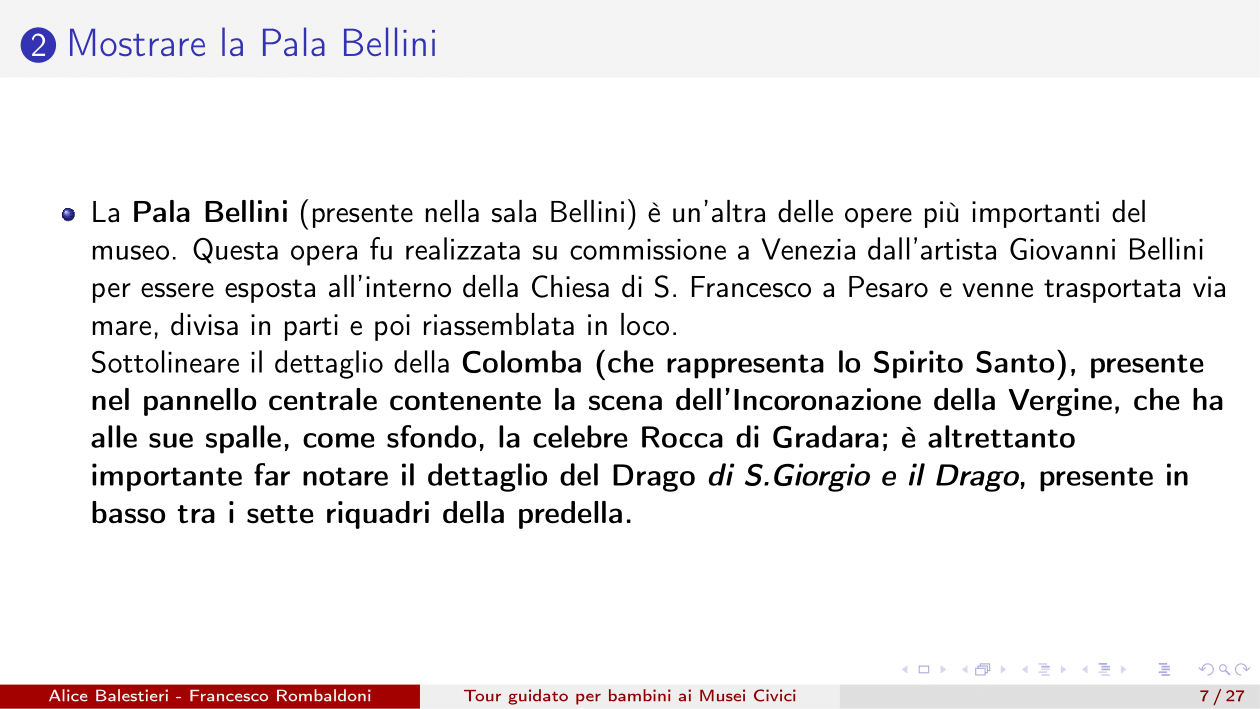 2 Mostrare la Pala Bellini
La Pala Bellini (presente nella sala Bellini) è un'altra delle opere più importanti del
museo. Questa opera fu realizzata su commissione a Venezia dall'artista Giovanni Bellini
per essere esposta all'interno della Chiesa di S. Francesco a Pesaro e venne trasportata via
mare, divisa in parti e poi riassemblata in loco.
Sottolineare il dettaglio della Colomba (che rappresenta lo Spirito Santo), presente
nel pannello centrale contenente la scena dell'Incoronazione della Vergine, che ha
alle sue spalle, come sfondo, la celebre Rocca di Gradara; è altrettanto
importante far notare il dettaglio del Drago di S.Giorgio e il Drago, presente in
basso tra i sette riquadri della predella.
Alice Balestieri - Francesco Rombaldoni
Tour guidato per bambini ai Musei Civici
7 / 27